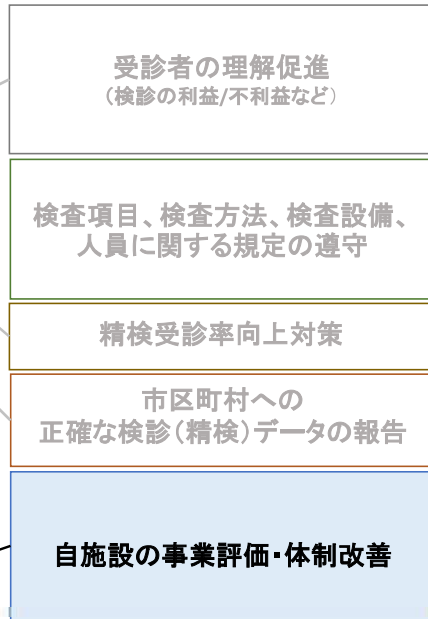 受診者の理解促進
（検診の利益/不利益など）
検査項目、検査方法、検査設備、
人員に関する規定の遵守
精検受診率向上対策
市区町村への
正確な検診（精検）データの報告
自施設の事業評価・体制改善